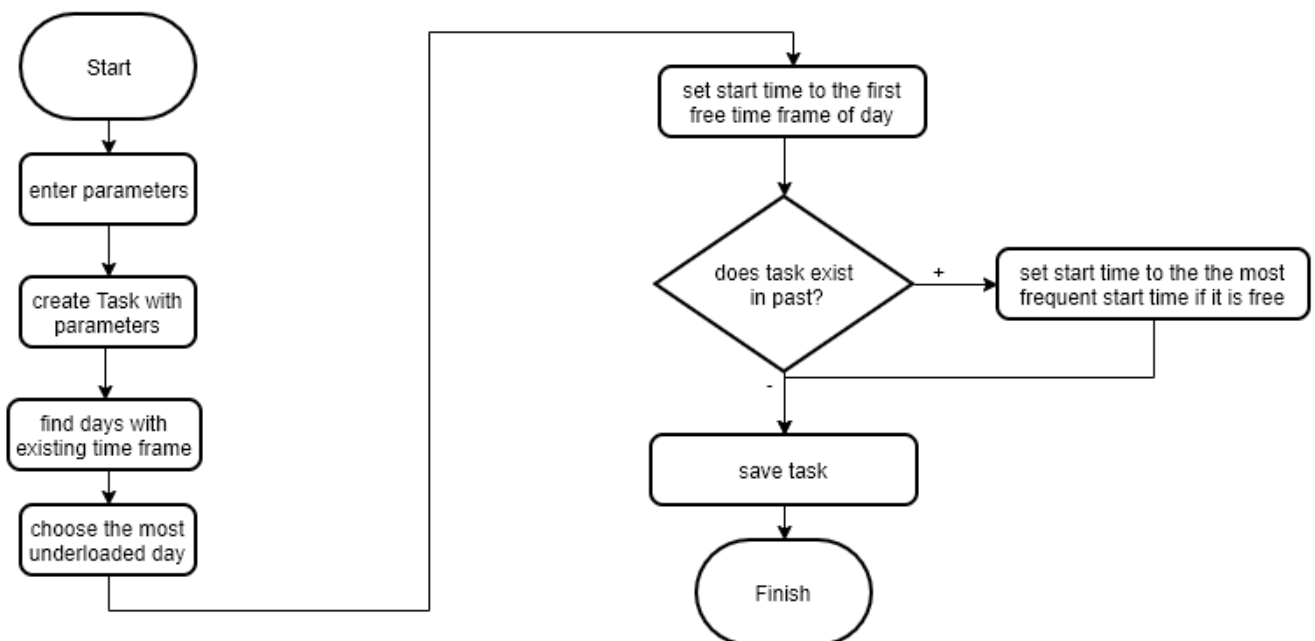 Start
enter parameters
create Task with
parameters
find days with
existing time frame
choose the most
underloaded day
set start time to the first
free time frame of day
does task exist
in past?
+
set start time to the the most
frequent start time if it is free
-
save task
Finish